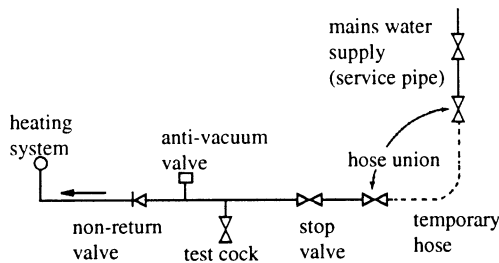 mains water
supply
(service pipe)
heating
system
anti-vacuum
valve
hose union
non-return
valve
test cock
stop
valve
temporary
hose